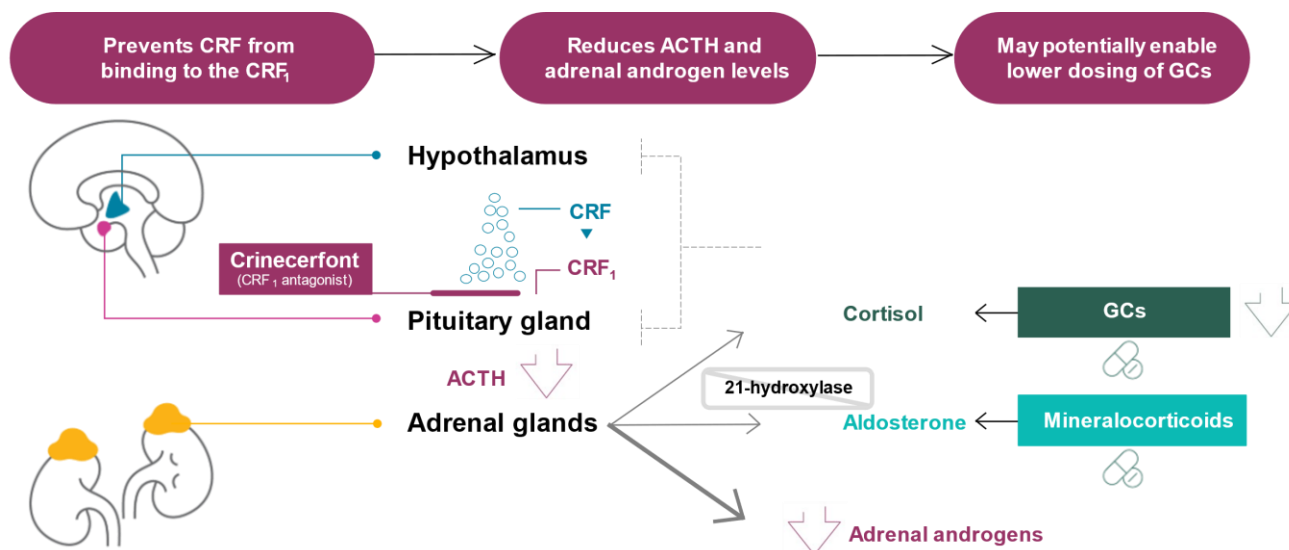 Prevents CRF from
binding to the CRF₁
Reduces ACTH and
adrenal androgen levels
May potentially enable
lower dosing of GCs
Hypothalamus
CRF
CRF₁
Crinecerfont
(CRF ₁ antagonist)
Pituitary gland
ACTH
Adrenal glands
21-hydroxylase
Cortisol
GCs
Aldosterone
Mineralocorticoids
Adrenal androgens